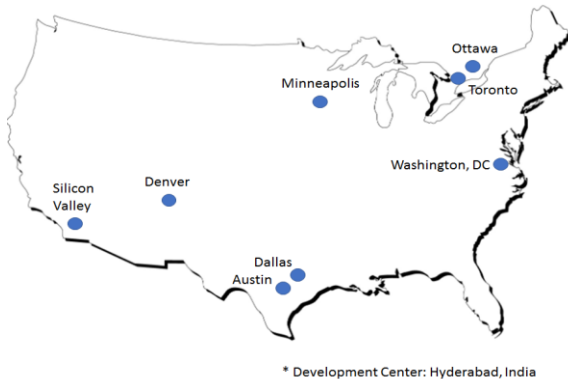 Ottawa
Minneapolis
Toronto
Washington, DC
Silicon
Valley
Denver
Dallas
Austin
* Development Center: Hyderabad, India